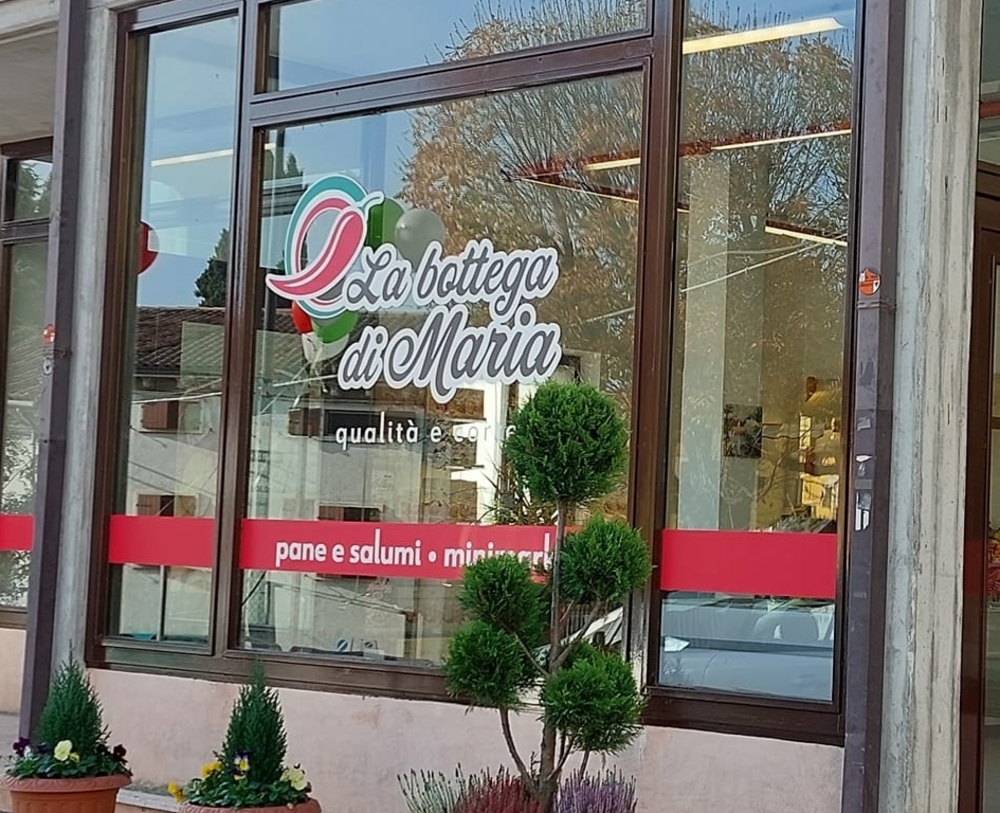 La bottega
di Maria
qualità e
pane e salumi •